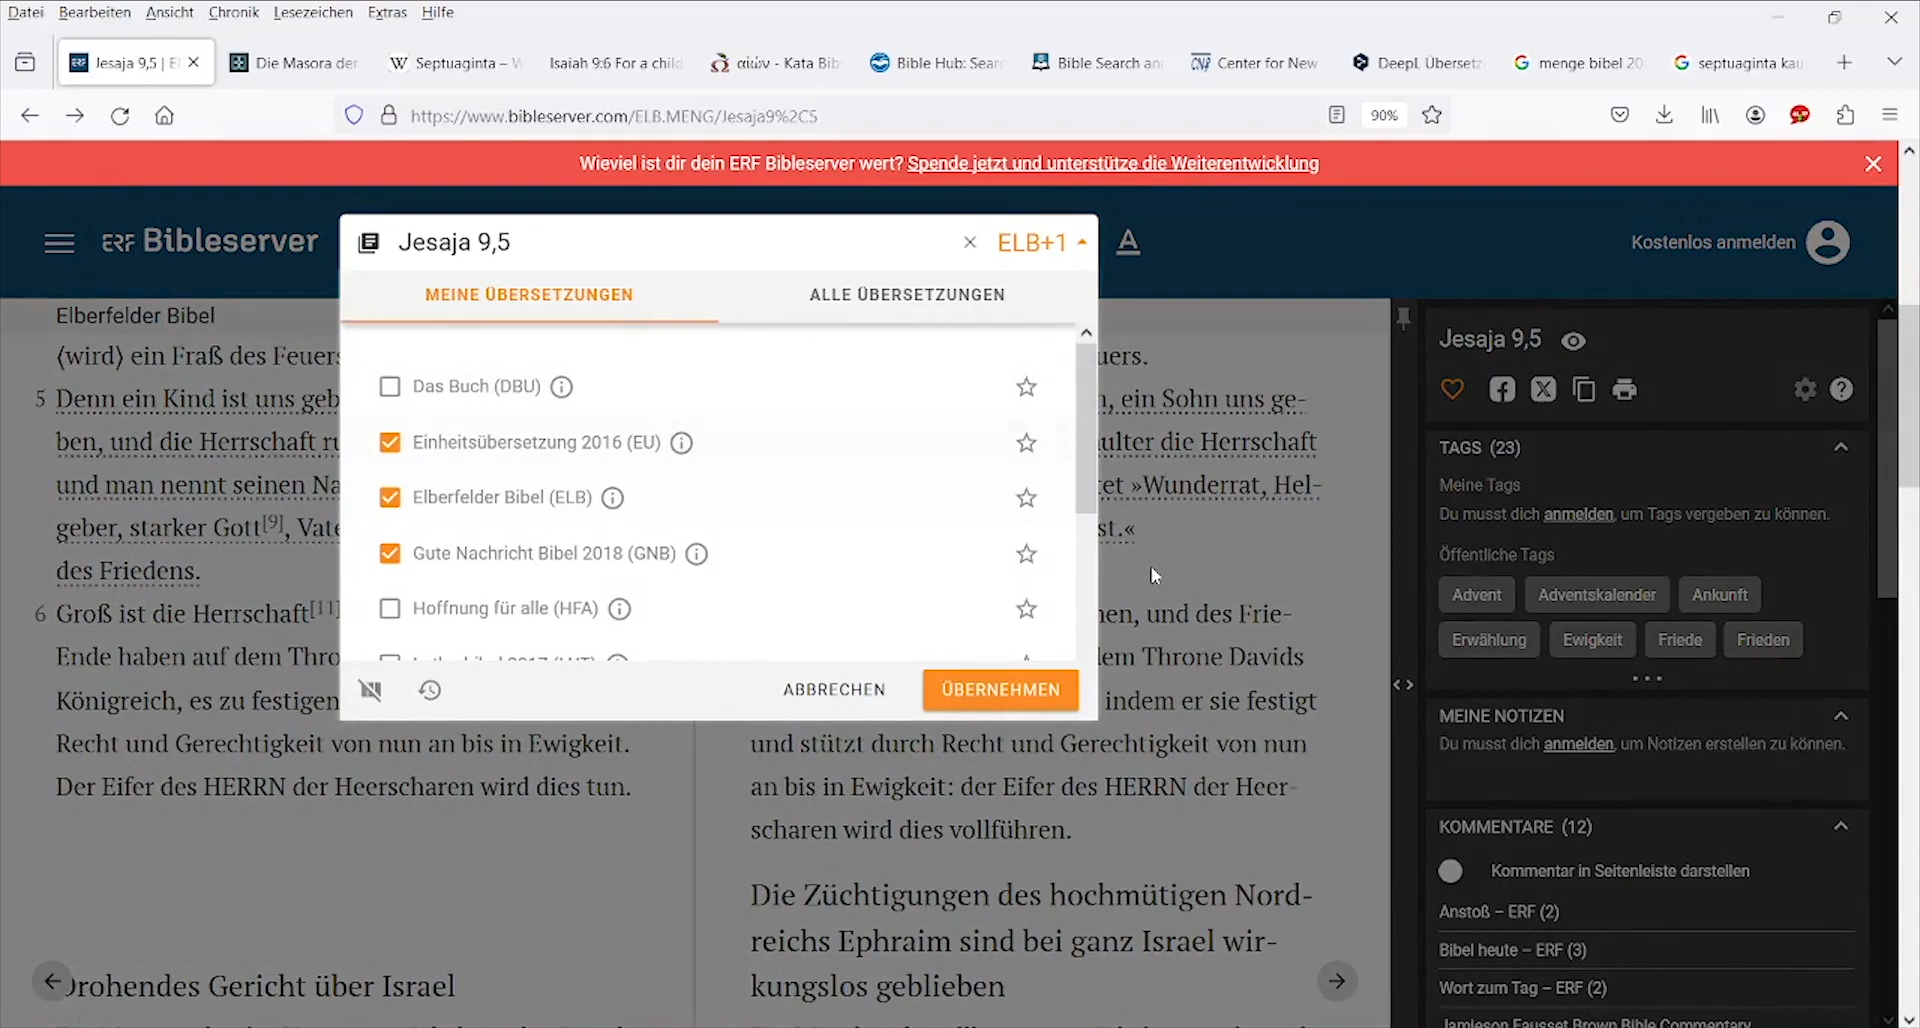 Datei Bearbeiten Ansicht Chronik Lesezeichen Extras Hilfe
Jesaja 9,5 | El Die Masora der Septuaginta – W Isaiah 9:6 For a child αἰών - Kata Bib Bible Hub: Sear Bible Search an Center for New DeepL Übersetz menge bibel 20 septuaginta kau
https://www.bibleserver.com/ELB.MENG/Jesaja9%2C5 90%
Wieviel ist dir dein ERF Bibleserver wert? Spende jetzt und unterstütze die Weiterentwicklung
ERF Bibleserver
Jesaja 9,5 ELB+1
Kostenlos anmelden
MEINE ÜBERSETZUNGEN ALLE ÜBERSETZUNGEN
Das Buch (DBU)
Einheitsübersetzung 2016 (EU)
Elberfelder Bibel (ELB)
Gute Nachricht Bibel 2018 (GNB)
Hoffnung für alle (HFA)
ABBRECHEN ÜBERNEHMEN
Elberfelder Bibel
⟨wird⟩ ein Fraß des Feuers
5 Denn ein Kind ist uns geb
ben, und die Herrschaft ru
und man nennt seinen Na
geber, starker Gott[9], Vate
des Friedens.
6 Groß ist die Herrschaft[11]
Ende haben auf dem Thro
Königreich, es zu festigen
Recht und Gerechtigkeit von nun an bis in Ewigkeit.
Der Eifer des HERRN der Heerscharen wird dies tun.
Drohendes Gericht über Israel
uers.
n, ein Sohn uns ge-
ulter die Herrschaft
tet »Wunderrat, Hel-
st.«
nen, und des Frie-
lem Throne Davids
indem er sie festigt
und stützt durch Recht und Gerechtigkeit von nun
an bis in Ewigkeit: der Eifer des HERRN der Heer-
scharen wird dies vollführen.
Die Züchtigungen des hochmütigen Nord-
reichs Ephraim sind bei ganz Israel wir-
kungslos geblieben
Jesaja 9,5
TAGS (23)
Meine Tags
Du musst dich anmelden, um Tags vergeben zu können.
Öffentliche Tags
Advent Adventskalender Ankunft
Erwählung Ewigkeit Friede Frieden
MEINE NOTIZEN
Du musst dich anmelden, um Notizen erstellen zu können.
KOMMENTARE (12)
Kommentar in Seitenleiste darstellen
Anstoß – ERF (2)
Bibel heute – ERF (3)
Wort zum Tag – ERF (2)
Jamieson Fausset Brown Bible Commentary